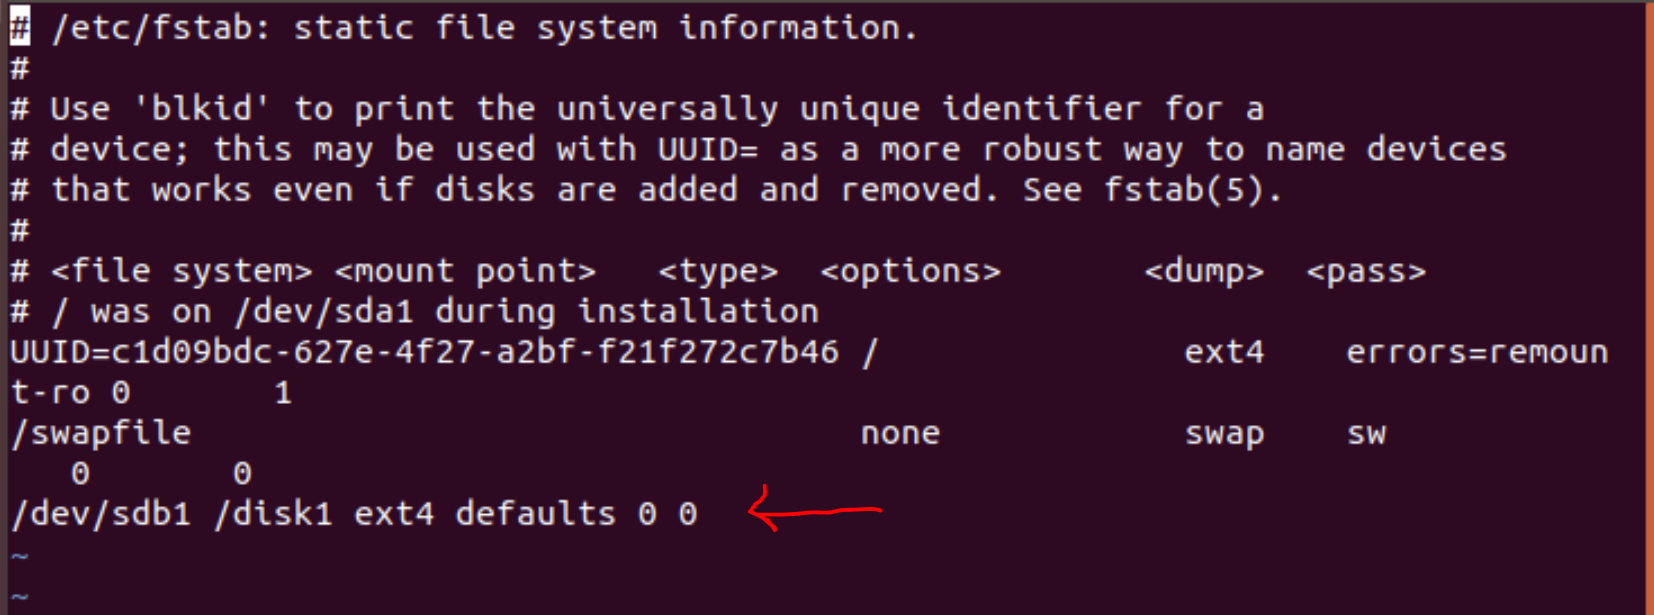 # /etc/fstab: static file system information.
#
# Use 'blkid' to print the universally unique identifier for a
# device; this may be used with UUID= as a more robust way to name devices
# that works even if disks are added and removed. See fstab(5).
#
# <file system> <mount point>   <type>  <options>       <dump>  <pass>
# / was on /dev/sda1 during installation
UUID=c1d09bdc-627e-4f27-a2bf-f21f272c7b46 /               ext4    errors=remoun
t-ro 0       1
/swapfile                                 none            swap    sw
   0       0
/dev/sdb1 /disk1 ext4 defaults 0 0
~
~